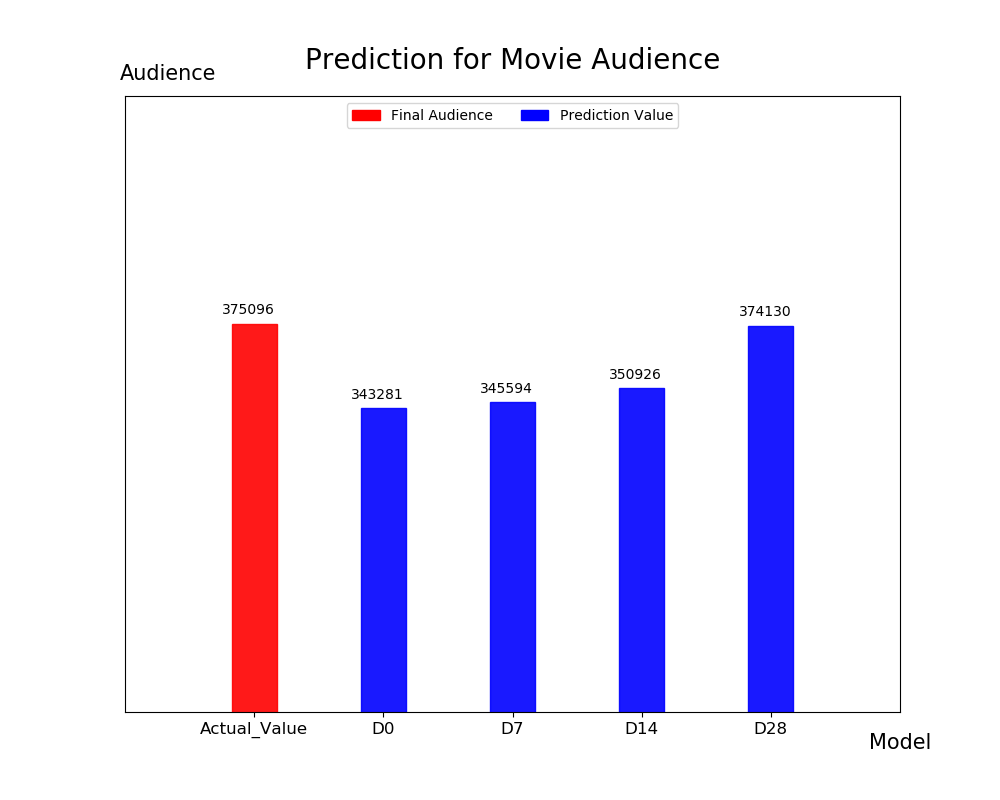 Prediction for Movie Audience
Audience
Final Audience Prediction Value
375096
343281
345594
350926
374130
Actual_Value D0 D7 D14 D28
Model